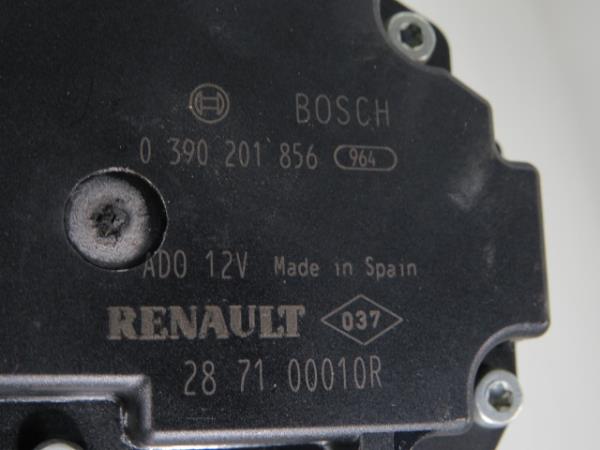 BOSCH
0 390 201 856 964
ADO 12V Made in Spain
RENAULT 037
28 71 00010R